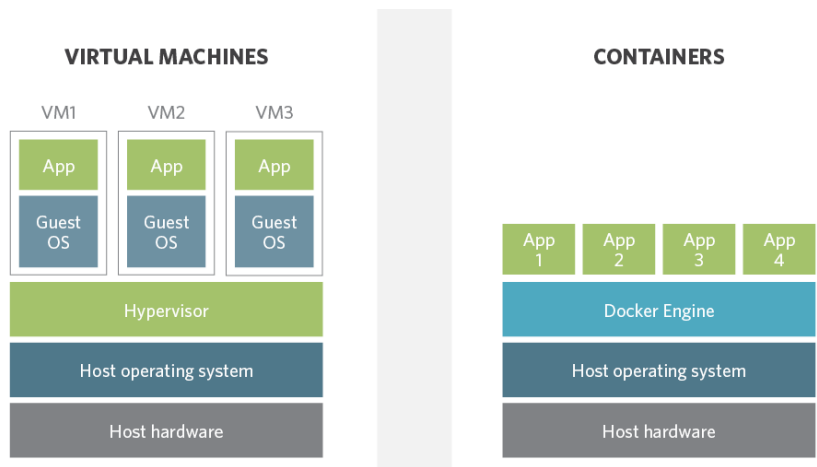 VIRTUAL MACHINES
VM1 VM2 VM3
App App App
Guest Guest Guest
OS OS OS
Hypervisor
Host operating system
Host hardware
CONTAINERS
App App App App
1 2 3 4
Docker Engine
Host operating system
Host hardware